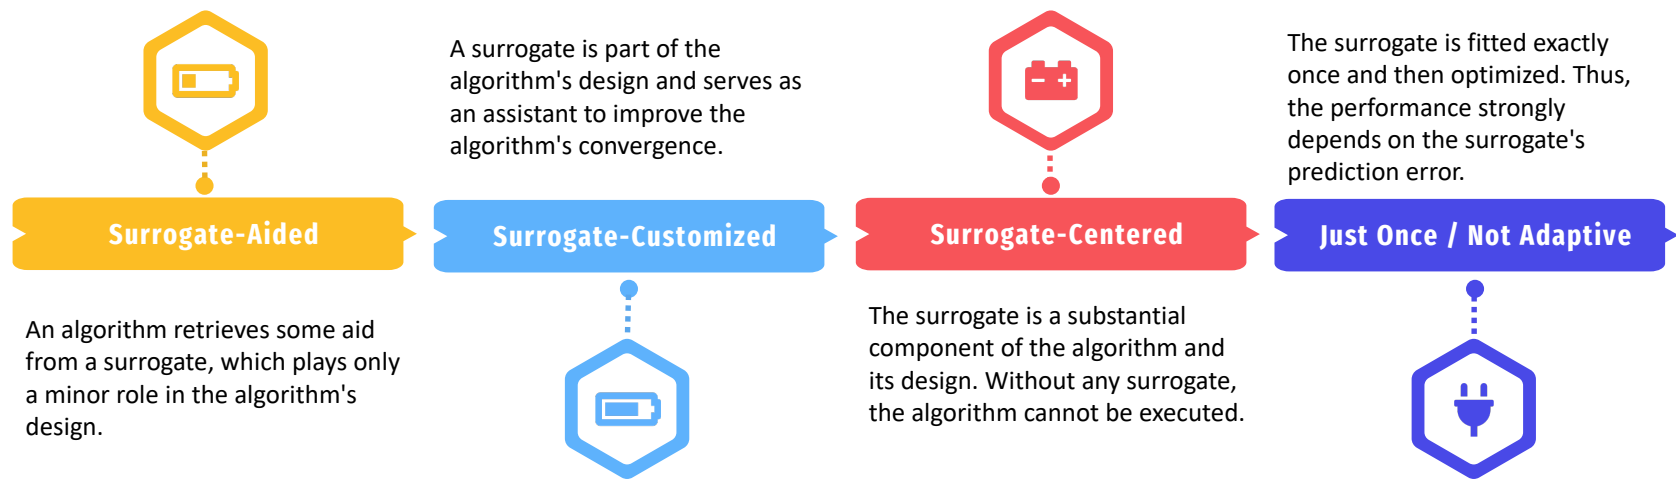 Surrogate-Aided
An algorithm retrieves some aid
from a surrogate, which plays only
a minor role in the algorithm's
design.
A surrogate is part of the
algorithm's design and serves as
an assistant to improve the
algorithm's convergence.
Surrogate-Customized
Surrogate-Centered
The surrogate is a substantial
component of the algorithm and
its design. Without any surrogate,
the algorithm cannot be executed.
The surrogate is fitted exactly
once and then optimized. Thus,
the performance strongly
depends on the surrogate's
prediction error.
Just Once / Not Adaptive